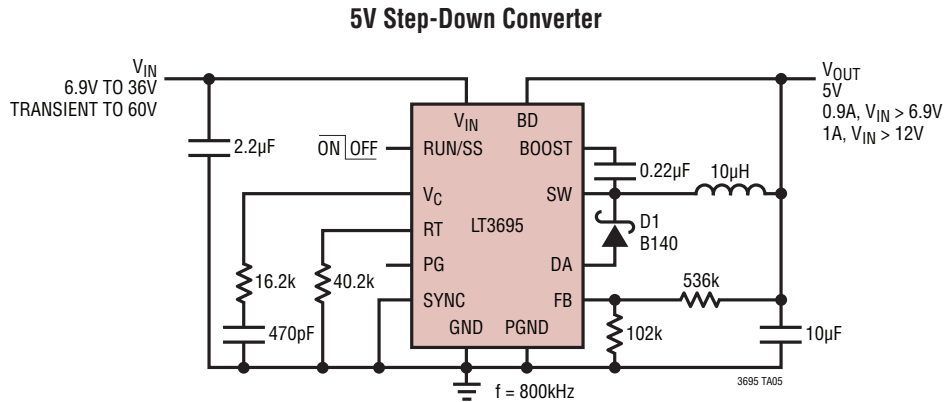 5V Step-Down Converter
VIN
6.9V TO 36V
TRANSIENT TO 60V
VOUT
5V
0.9A, VIN > 6.9V
1A, VIN > 12V
2.2µF
ON OFF
VIN
BD
RUN/SS
BOOST
0.22µF
10µH
VC
SW
RT
LT3695
D1
B140
PG
DA
16.2k
40.2k
536k
SYNC
FB
470pF
GND
PGND
102k
10µF
3695 TA05
f = 800kHz